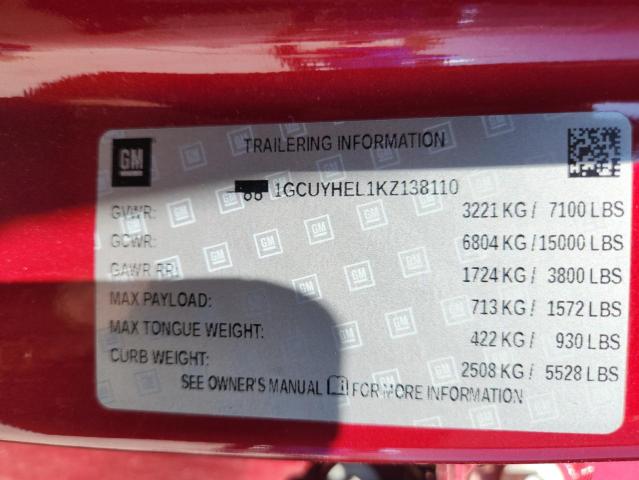 GM
TRAILERING INFORMATION
1GCUYHEL1KZ138110
GVWR: 3221 KG / 7100 LBS
GCWR: 6804 KG / 15000 LBS
GAWR RR: 1724 KG / 3800 LBS
MAX PAYLOAD: 713 KG / 1572 LBS
MAX TONGUE WEIGHT: 422 KG / 930 LBS
CURB WEIGHT: 2508 KG / 5528 LBS
SEE OWNER'S MANUAL FOR MORE INFORMATION